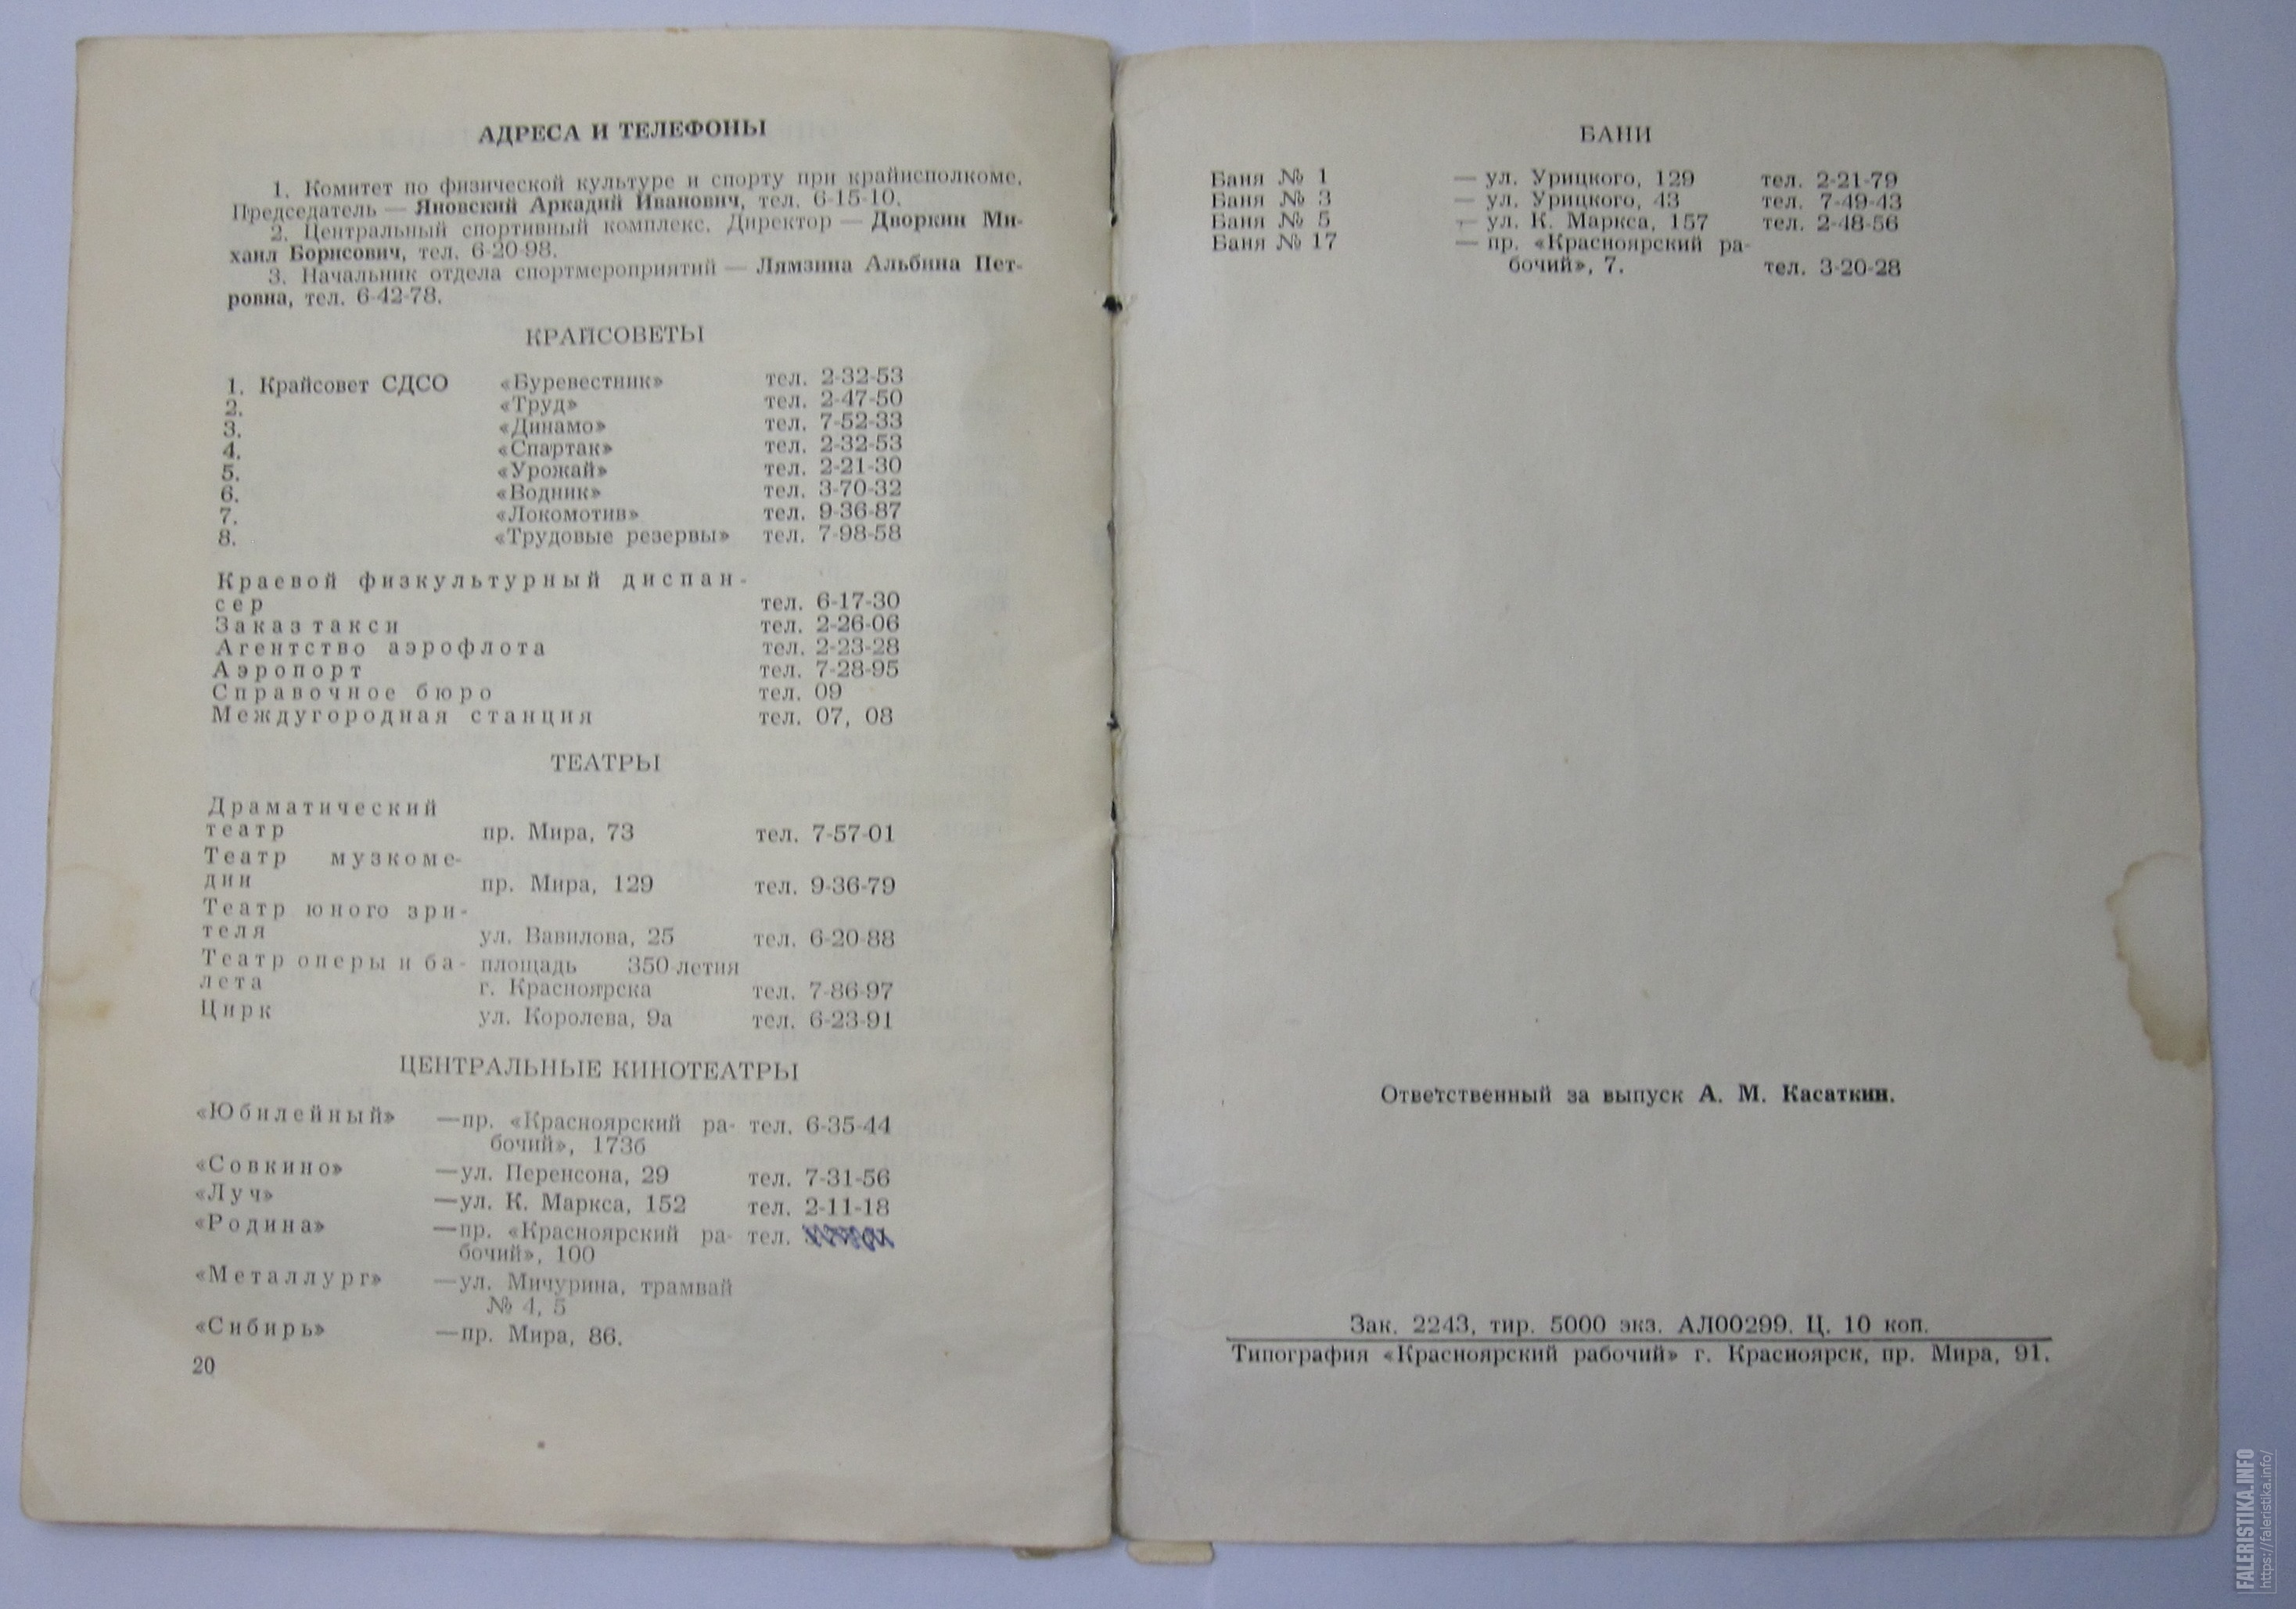 АДРЕСА И ТЕЛЕФОНЫ
1. Комитет по физической культуре и спорту при крайисполкоме.
Председатель — Яновский Аркадий Иванович, тел. 6-15-10.
2. Центральный спортивный комплекс. Директор — Дворкин Ми-
хаил Борисович, тел. 6-20-98.
3. Начальник отдела спортмероприятий — Лямзина Альбина Пет-
ровна, тел. 6-42-78.
КРАЙСОВЕТЫ
1. Крайсовет СДСО «Буревестник» тел. 2-32-53
2. «Труд» тел. 2-47-50
3. «Динамо» тел. 7-52-33
4. «Спартак» тел. 2-32-53
5. «Урожай» тел. 2-21-30
6. «Водник» тел. 3-70-32
7. «Локомотив» тел. 9-36-87
8. «Трудовые резервы» тел. 7-98-58
Краевой физкультурный диспан-
сер тел. 6-17-30
Заказ такси тел. 2-26-06
Агентство аэрофлота тел. 2-23-28
Аэропорт тел. 7-28-95
Справочное бюро тел. 09
Междугородная станция тел. 07, 08
ТЕАТРЫ
Драматический
театр пр. Мира, 73 тел. 7-57-01
Театр музкоме-
дии пр. Мира, 129 тел. 9-36-79
Театр юного зри-
теля ул. Вавилова, 25 тел. 6-20-88
Театр оперы и ба- площадь 350-летия
лета г. Красноярска тел. 7-86-97
Цирк ул. Королева, 9а тел. 6-23-91
ЦЕНТРАЛЬНЫЕ КИНОТЕАТРЫ
«Юбилейный» —пр. «Красноярский ра- тел. 6-35-44
бочий», 173б
«Совкино» —ул. Перенсона, 29 тел. 7-31-56
«Луч» —ул. К. Маркса, 152 тел. 2-11-18
«Родина» —пр. «Красноярский ра- тел.
бочий», 100
«Металлург» —ул. Мичурина, трамвай
№ 4, 5
«Сибирь» —пр. Мира, 86.
20
БАНИ
Баня № 1 — ул. Урицкого, 129 тел. 2-21-79
Баня № 3 — ул. Урицкого, 43 тел. 7-49-43
Баня № 5 — ул. К. Маркса, 157 тел. 2-48-56
Баня № 17 — пр. «Красноярский ра-
бочий», 7. тел. 3-20-28
Ответственный за выпуск А. М. Касаткин.
Зак. 2243, тир. 5000 экз. АЛ00299. Ц. 10 коп.
Типография «Красноярский рабочий» г. Красноярск, пр. Мира, 91.
FALERISTIKA.INFO
https://faleristika.info/